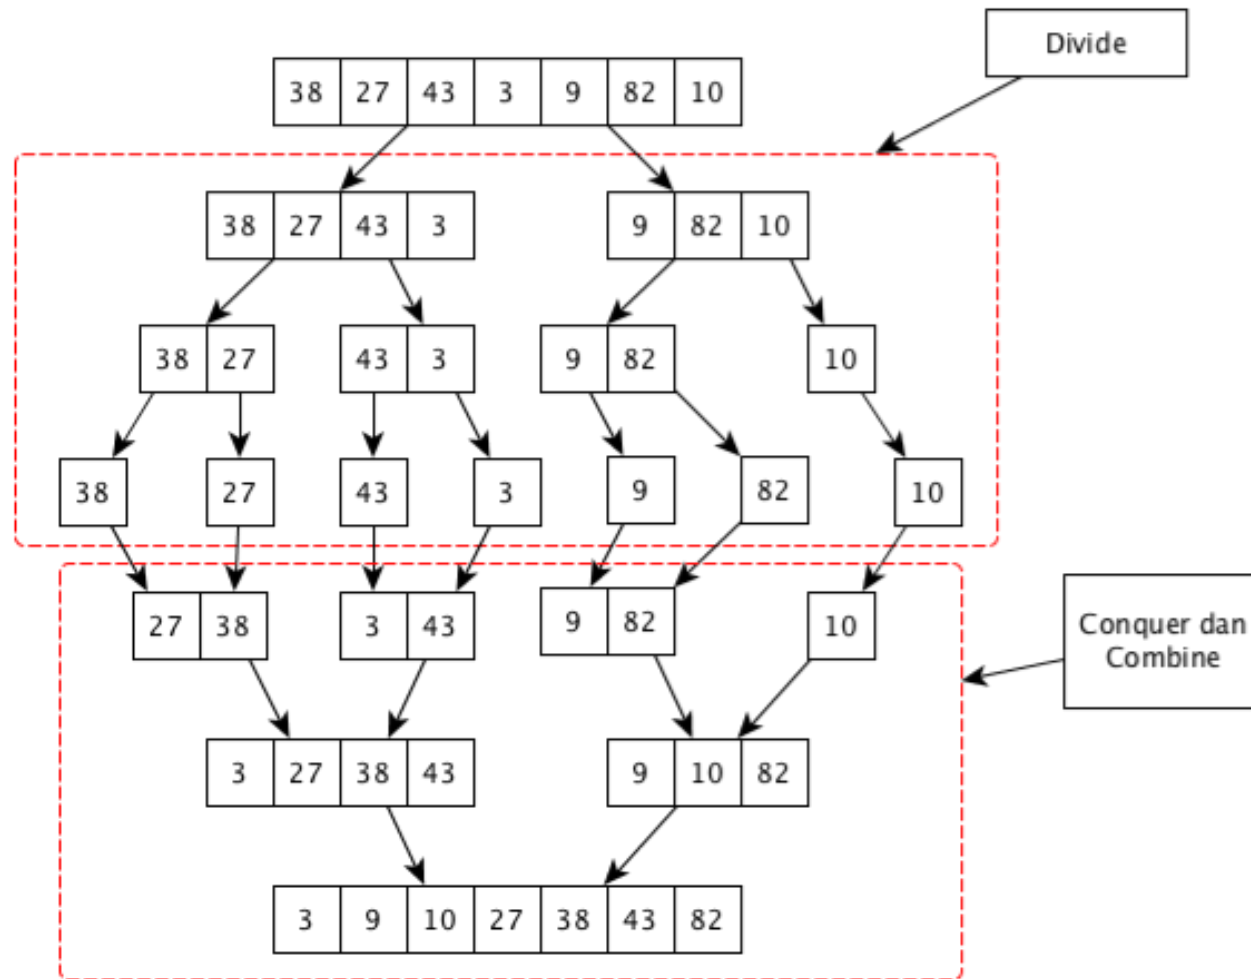 Divide
38 27 43 3 9 82 10
38 27 43 3 9 82 10
38 27 43 3 9 82 10
38 27 43 3 9 82 10
27 38 3 43 9 82 10
Conquer dan
Combine
3 27 38 43 9 10 82
3 9 10 27 38 43 82